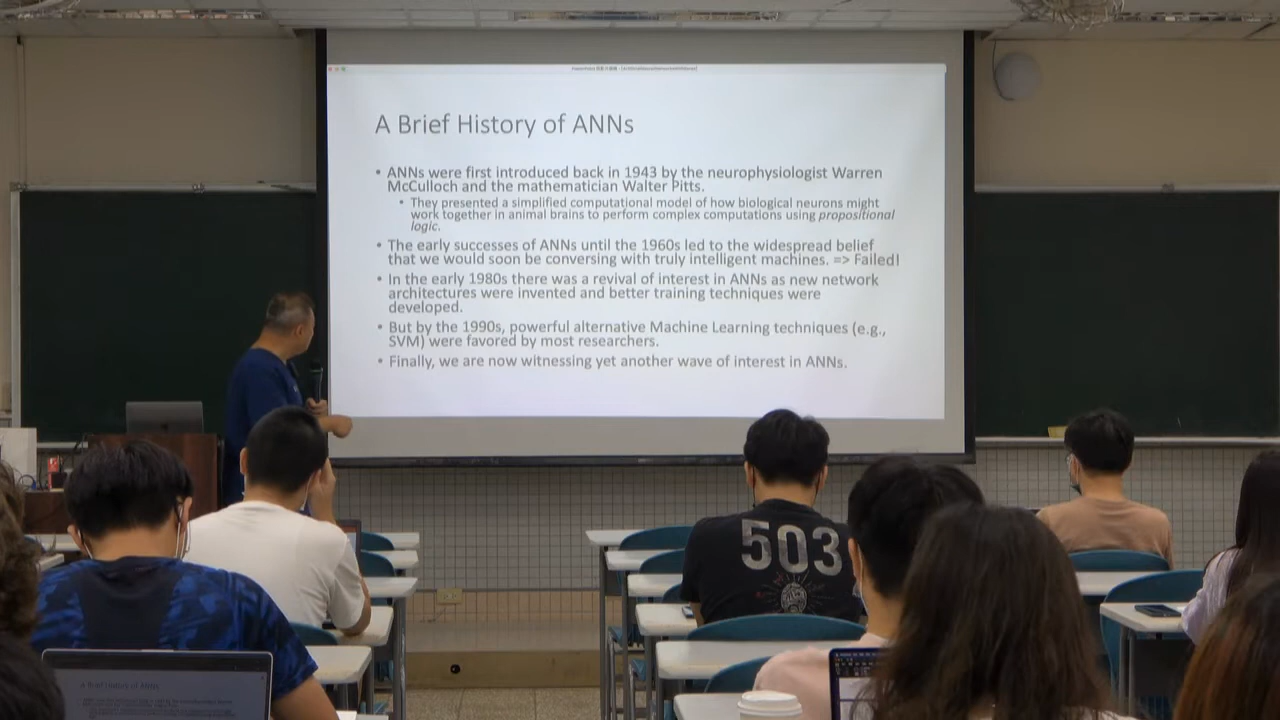 A Brief History of ANNs
• ANNs were first introduced back in 1943 by the neurophysiologist Warren
McCulloch and the mathematician Walter Pitts.
• They presented a simplified computational model of how biological neurons might
work together in animal brains to perform complex computations using propositional
logic.
• The early successes of ANNs until the 1960s led to the widespread belief
that we would soon be conversing with truly intelligent machines. => Failed!
• In the early 1980s there was a revival of interest in ANNs as new network
architectures were invented and better training techniques were
developed.
• But by the 1990s, powerful alternative Machine Learning techniques (e.g.,
SVM) were favored by most researchers.
• Finally, we are now witnessing yet another wave of interest in ANNs.
503
A Brief History of ANNs